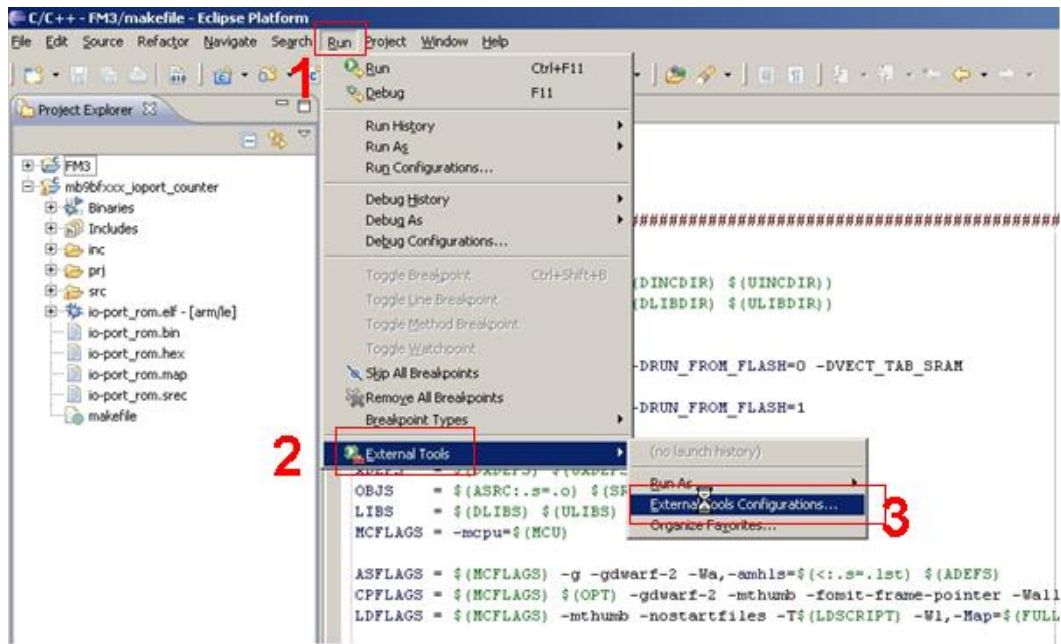 C/C++ - FM3/makefile - Eclipse Platform
File Edit Source Refactor Navigate Search Run Project Window Help
1
Run Ctrl+F11
Debug F11
Project Explorer
Run History
Run As
Run Configurations...
FM3
mb9bfxxx_ioport_counter
Binaries
Includes
inc
prj
src
io-port_rom.elf - [arm/le]
io-port_rom.bin
io-port_rom.hex
io-port_rom.map
io-port_rom.srec
makefile
Debug History
Debug As
Debug Configurations...
Toggle Breakpoint Ctrl+Shift+B
Toggle Line Breakpoint
Toggle Method Breakpoint
Toggle Watchpoint
Skip All Breakpoints
Remove All Breakpoints
Breakpoint Types
2
External Tools
(no launch history)
Run As
External Tools Configurations...
3
Organize Favorites...
(DINCDIR) $(UINCDIR))
(DLIBDIR) $(ULIBDIR))
-DRUN_FROM_FLASH=0 -DVECT_TAB_SRAM
-DRUN_FROM_FLASH=1
OBJS = $(ASRC:.s=.o) $(SR
LIBS = $(DLIBS) $(ULIBS)
MCFLAGS = -mcpu=$(MCU)
ASFLAGS = $(MCFLAGS) -g -gdwarf-2 -Wa,-amhls=$(<:.s=.lst) $(ADEFS)
CPFLAGS = $(MCFLAGS) $(OPT) -gdwarf-2 -mthumb -fomit-frame-pointer -Wall
LDFLAGS = $(MCFLAGS) -mthumb -nostartfiles -T$(LDSCRIPT) -Wl,-Map=$(FULL